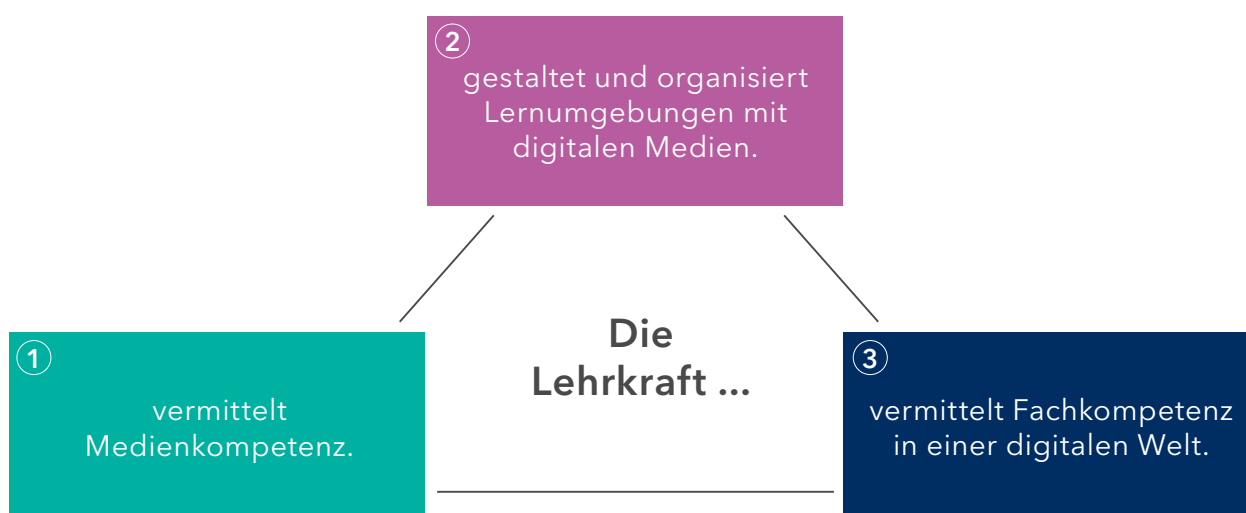 ②
gestaltet und organisiert
Lernumgebungen mit
digitalen Medien.
Die
Lehrkraft ...
①
vermittelt
Medienkompetenz.
③
vermittelt Fachkompetenz
in einer digitalen Welt.